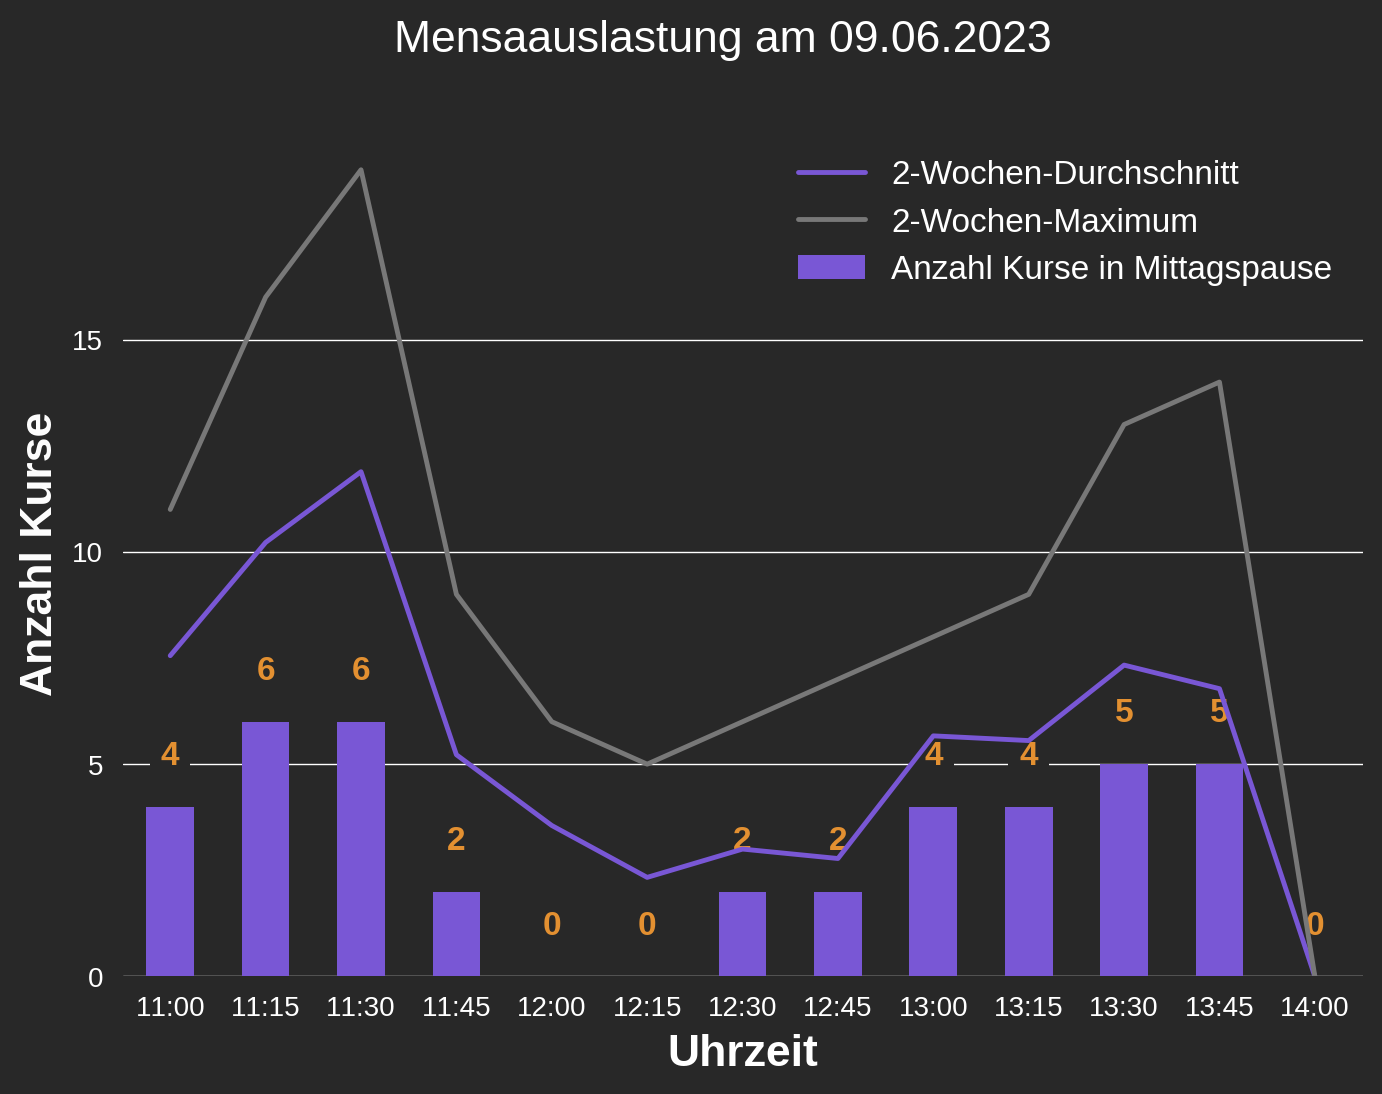 Mensaauslastung am 09.06.2023
2-Wochen-Durchschnitt
2-Wochen-Maximum
Anzahl Kurse in Mittagspause
Anzahl Kurse
15
10
5
0
4
6
6
2
0
0
2
2
4
4
5
5
0
11:00 11:15 11:30 11:45 12:00 12:15 12:30 12:45 13:00 13:15 13:30 13:45 14:00
Uhrzeit